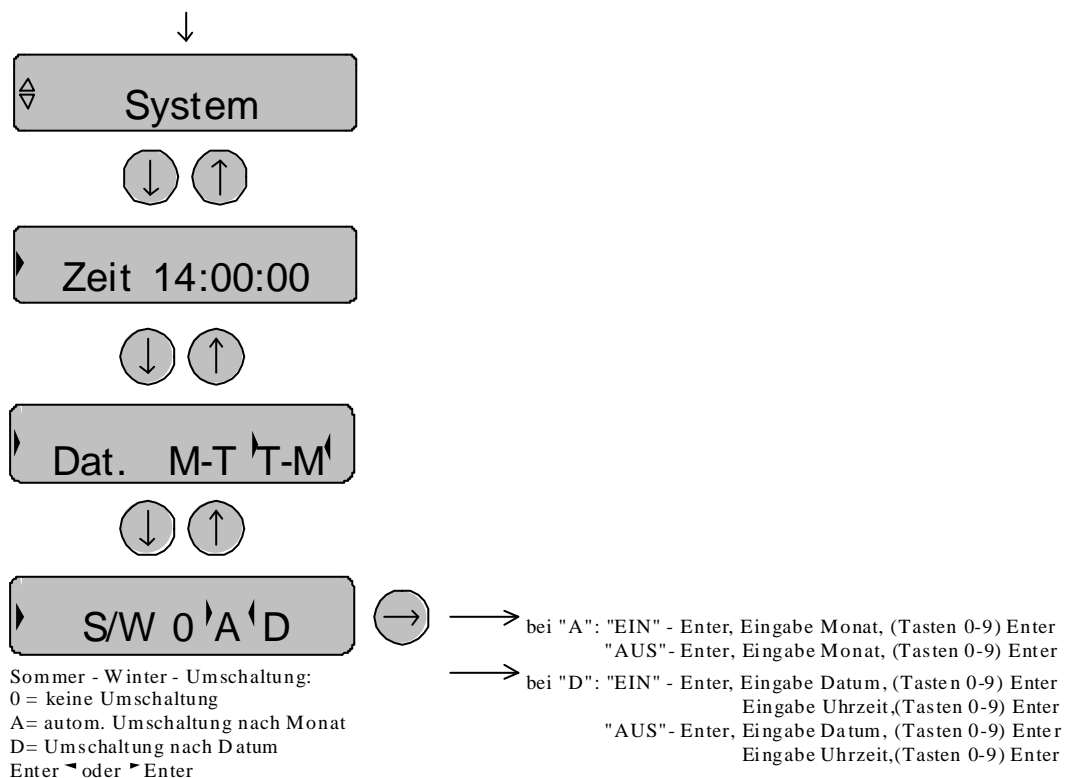 System
Zeit 14:00:00
Dat. M-T T-M
S/W 0 A D
bei "A": "EIN" - Enter, Eingabe Monat, (Tasten 0-9) Enter
"AUS"- Enter, Eingabe Monat, (Tasten 0-9) Enter
bei "D": "EIN" - Enter, Eingabe Datum, (Tasten 0-9) Enter
Eingabe Uhrzeit,(Tasten 0-9) Enter
"AUS"- Enter, Eingabe Datum, (Tasten 0-9) Enter
Eingabe Uhrzeit,(Tasten 0-9) Enter
Sommer - Winter - Umschaltung:
0 = keine Umschaltung
A= autom. Umschaltung nach Monat
D= Umschaltung nach Datum
Enter ◄ oder ► Enter